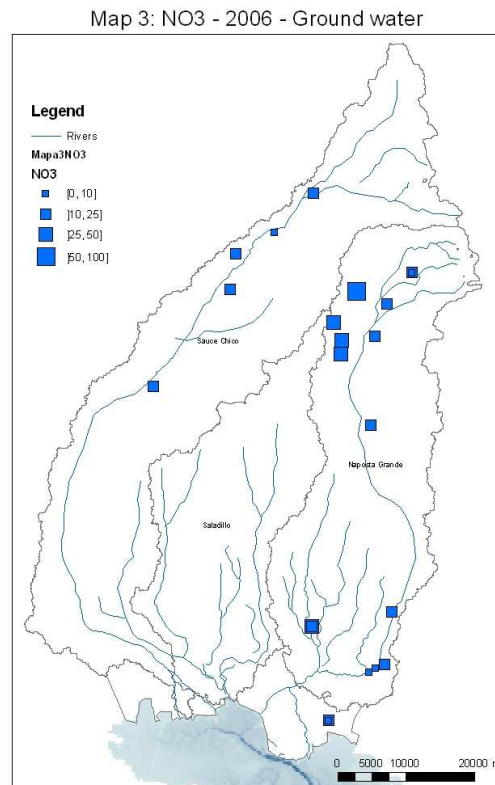 Map 3: NO3 - 2006 - Ground water
Legend
Rivers
Mapa3NO3
NO3
]0, 10]
]10, 25]
]25, 50]
]50, 100]
Sauce Chico
Naposta Grande
Saladillo
0 5000 10000 20000 m